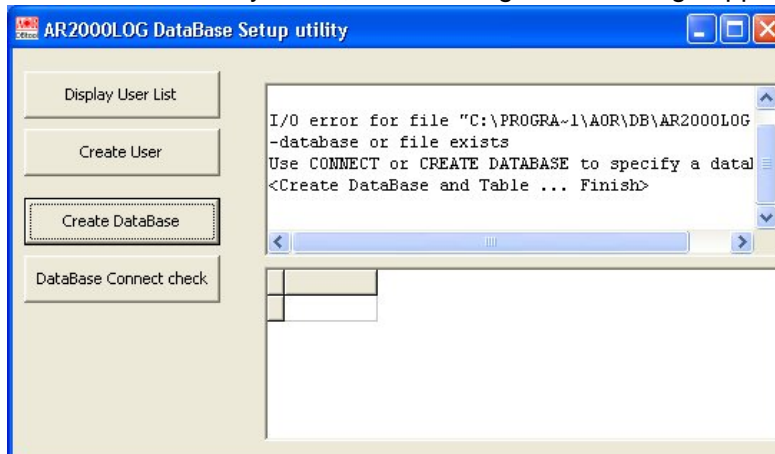 AR2000LOG DataBase Setup utility
Display User List
Create User
Create DataBase
DataBase Connect check
I/O error for file "C:\PROGRA~1\AOR\DB\AR2000LOG
-database or file exists
Use CONNECT or CREATE DATABASE to specify a
<Create DataBase and Table ... Finish>